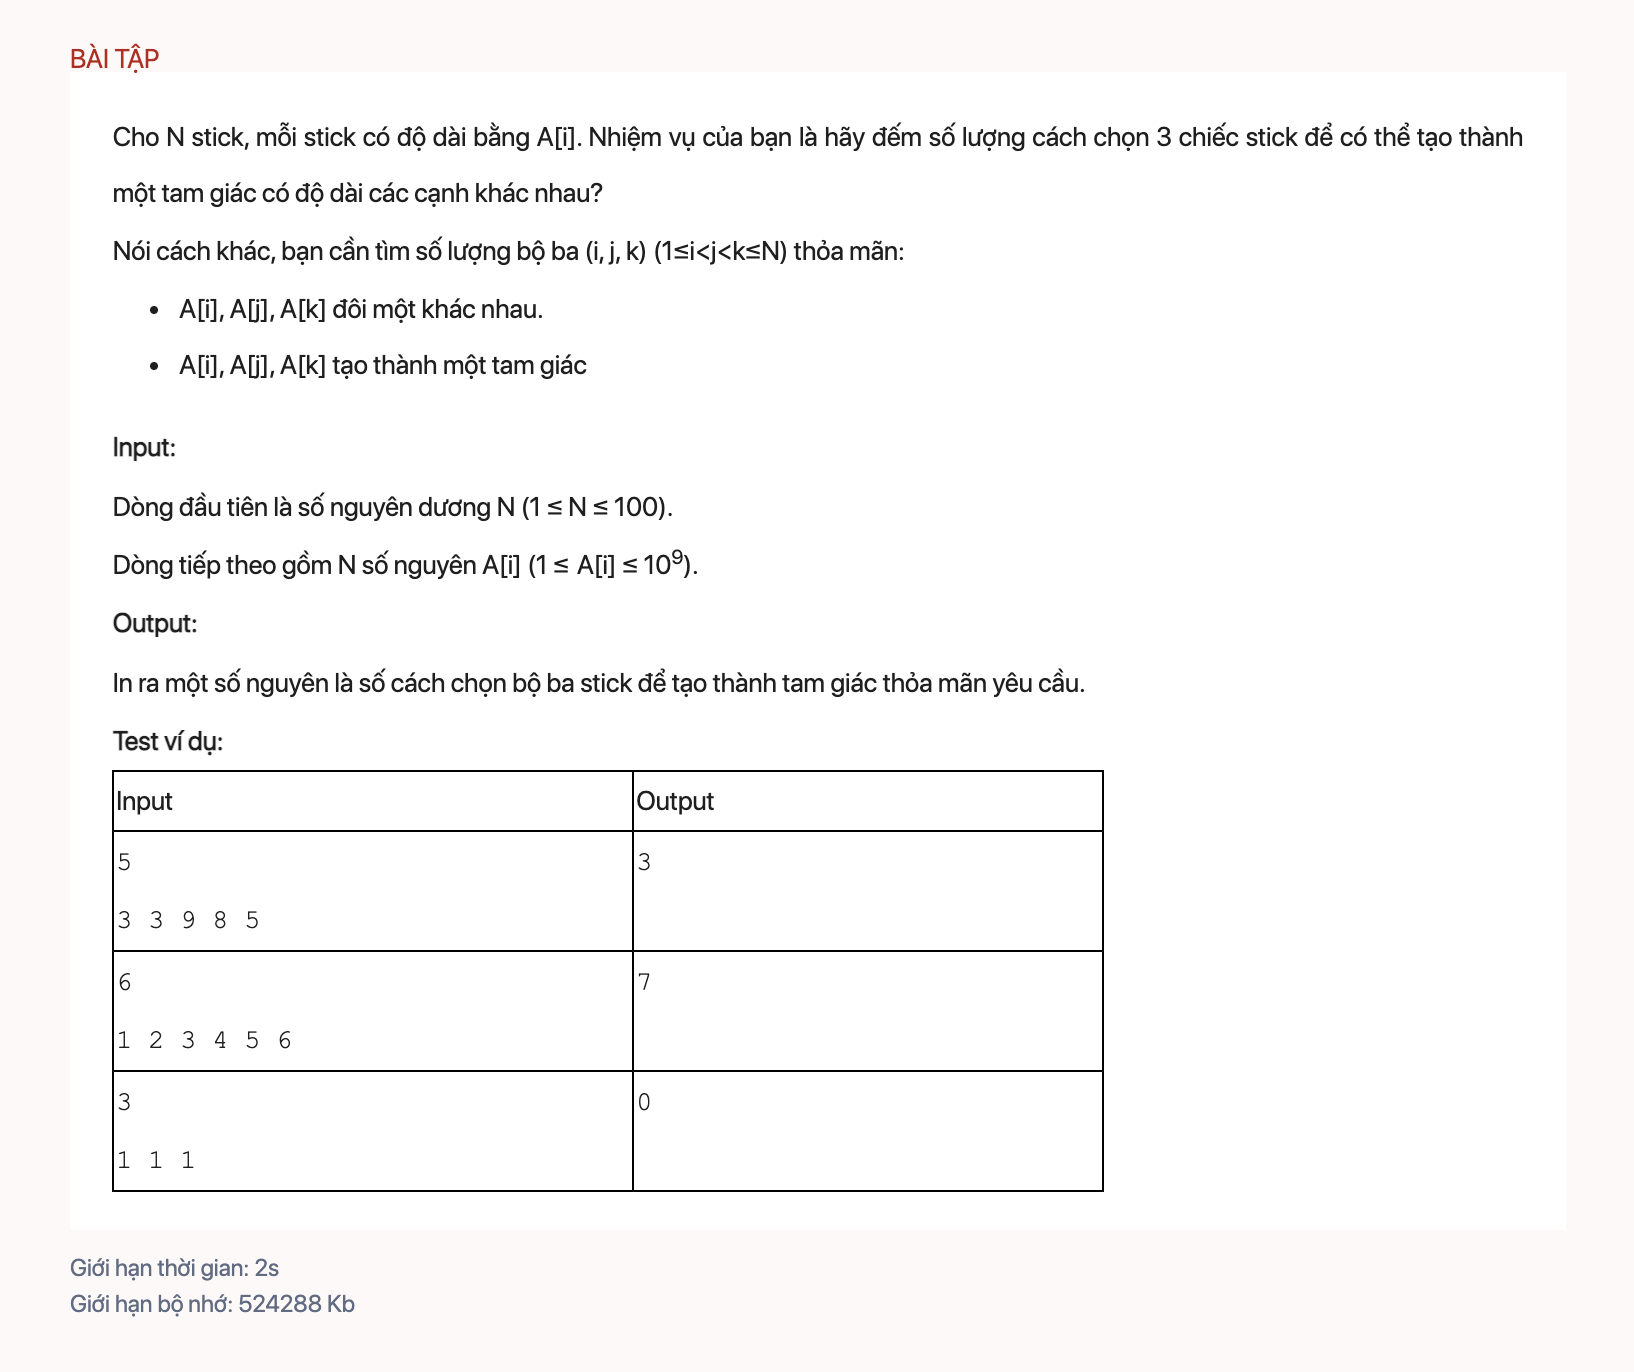 BÀI TẬP
Cho N stick, mỗi stick có độ dài bằng A[i]. Nhiệm vụ của bạn là hãy đếm số lượng cách chọn 3 chiếc stick để có thể tạo thành
một tam giác có độ dài các cạnh khác nhau?
Nói cách khác, bạn cần tìm số lượng bộ ba (i, j, k) (1≤i<j<k≤N) thỏa mãn:
• A[i], A[j], A[k] đôi một khác nhau.
• A[i], A[j], A[k] tạo thành một tam giác
Input:
Dòng đầu tiên là số nguyên dương N (1 ≤ N ≤ 100).
Dòng tiếp theo gồm N số nguyên A[i] (1 ≤ A[i] ≤ 10⁹).
Output:
In ra một số nguyên là số cách chọn bộ ba stick để tạo thành tam giác thỏa mãn yêu cầu.
Test ví dụ:
Input Output
5 3
3 3 9 8 5
6 7
1 2 3 4 5 6
3 0
1 1 1
Giới hạn thời gian: 2s
Giới hạn bộ nhớ: 524288 Kb